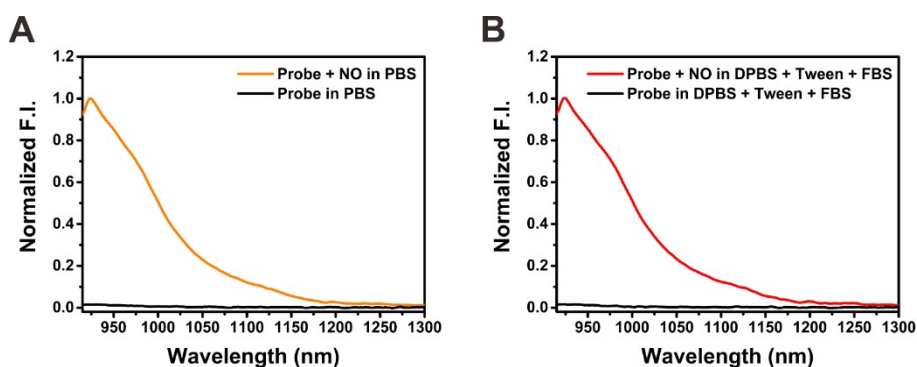 A
Normalized F.I.
1.2
1.0
0.8
0.6
0.4
0.2
0.0
Probe + NO in PBS
Probe in PBS
950 1000 1050 1100 1150 1200 1250 1300
Wavelength (nm)
B
Normalized F.I.
1.2
1.0
0.8
0.6
0.4
0.2
0.0
Probe + NO in DPBS + Tween + FBS
Probe in DPBS + Tween + FBS
950 1000 1050 1100 1150 1200 1250 1300
Wavelength (nm)